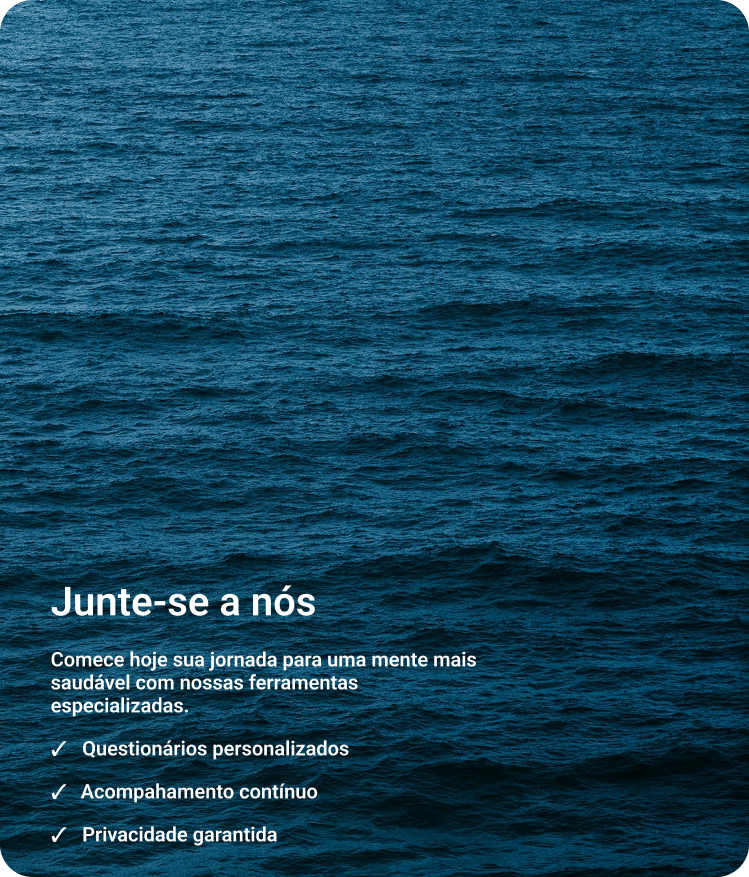 Junte-se a nós
Comece hoje sua jornada para uma mente mais
saudável com nossas ferramentas
especializadas.
✓ Questionários personalizados
✓ Acompahamento contínuo
✓ Privacidade garantida